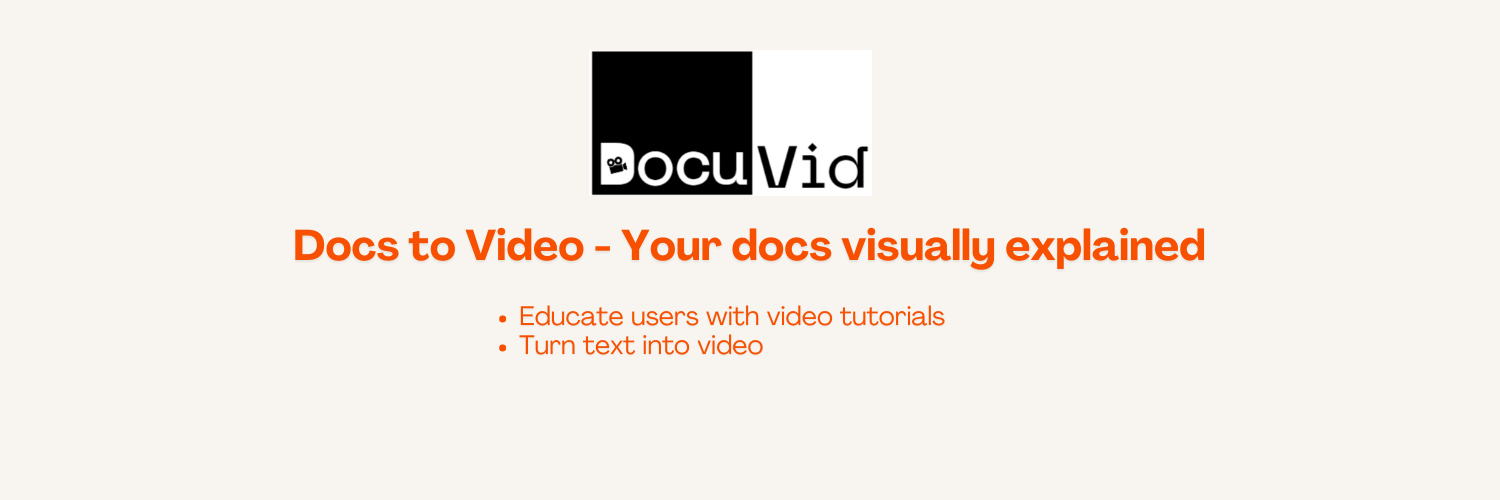 DocuVid
Docs to Video - Your docs visually explained
• Educate users with video tutorials
• Turn text into video